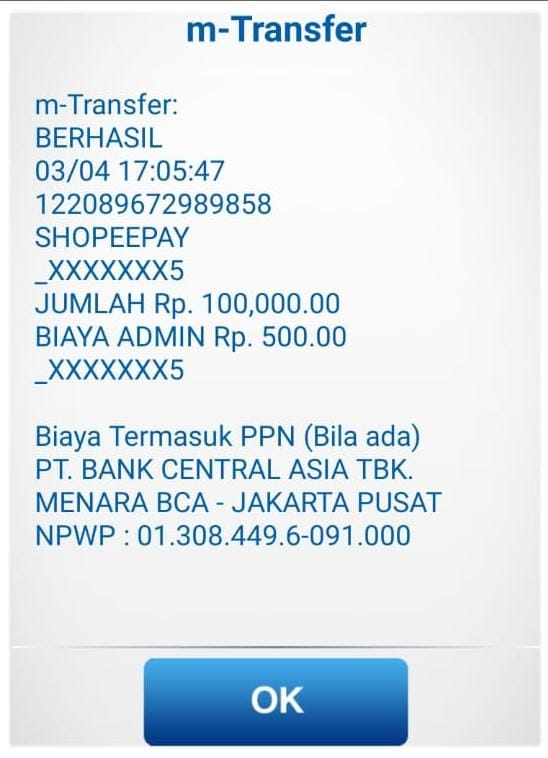 m-Transfer
m-Transfer:
BERHASIL
03/04 17:05:47
122089672989858
SHOPEEPAY
_XXXXXXX5
JUMLAH Rp. 100,000.00
BIAYA ADMIN Rp. 500.00
_XXXXXXX5
Biaya Termasuk PPN (Bila ada)
PT. BANK CENTRAL ASIA TBK.
MENARA BCA - JAKARTA PUSAT
NPWP : 01.308.449.6-091.000
OK